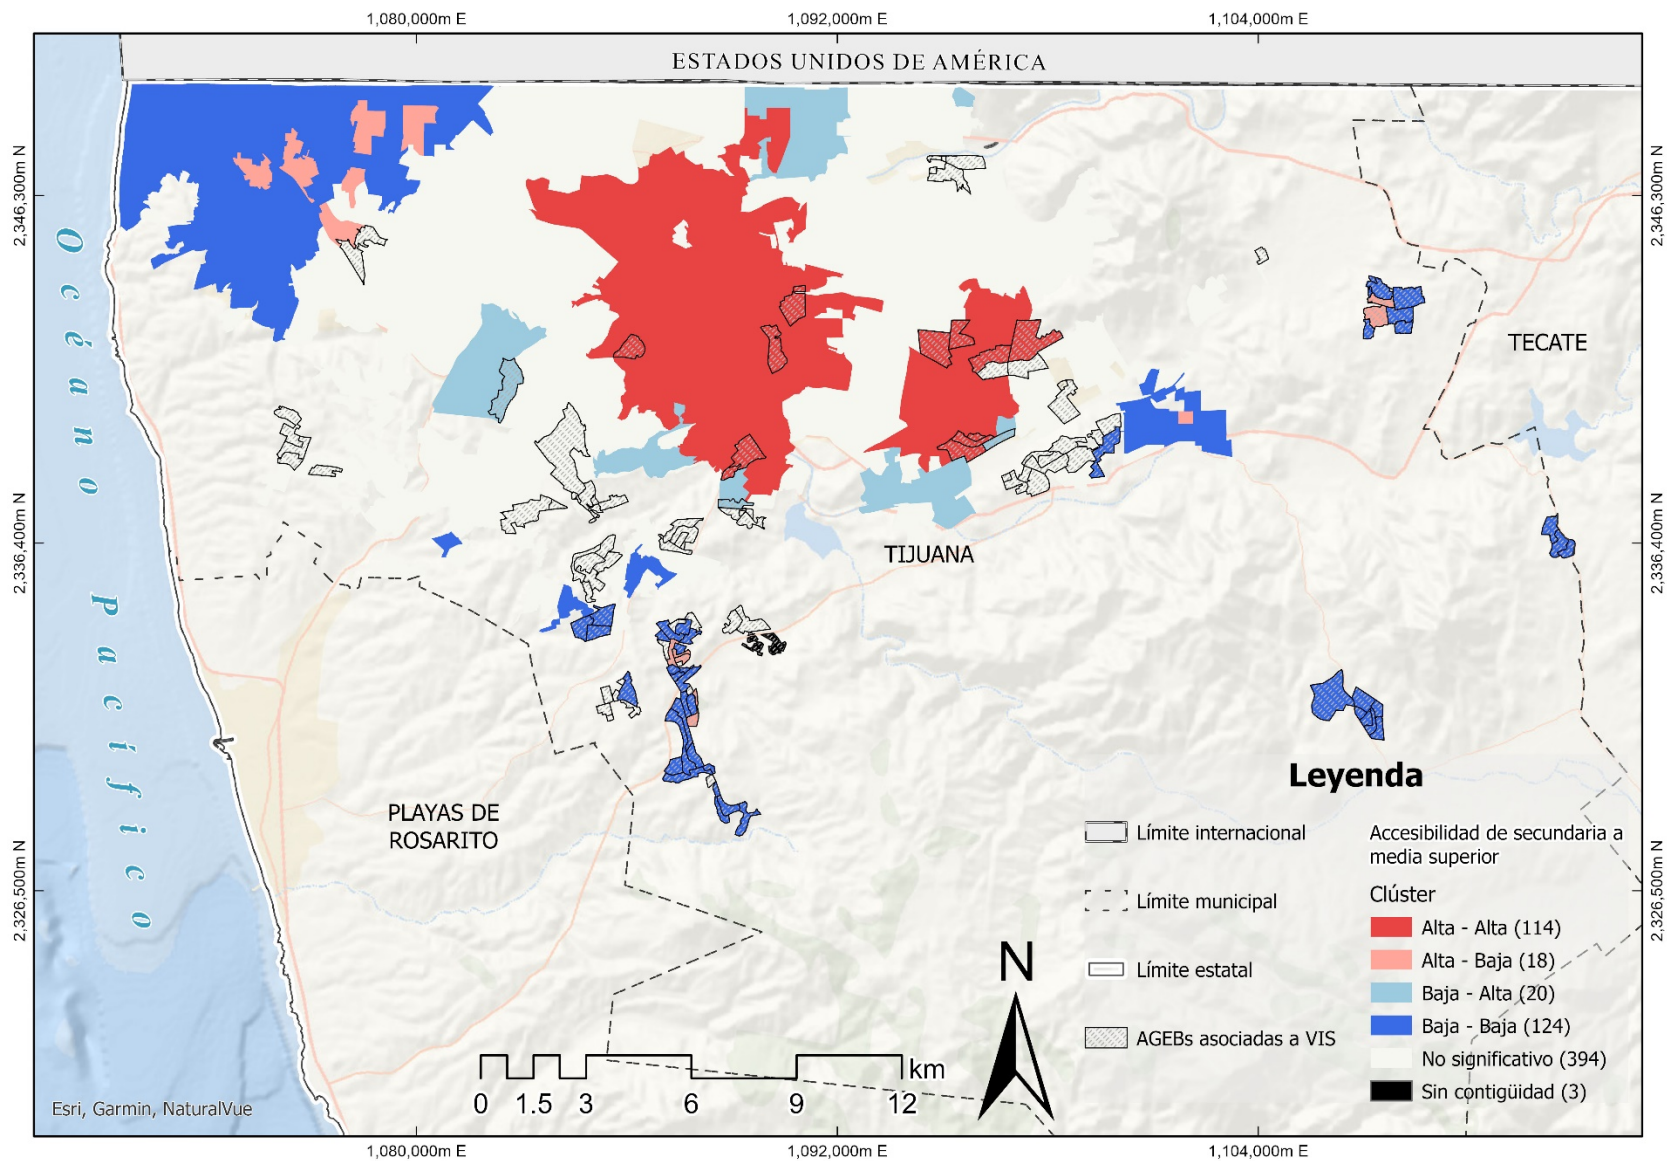 1,080,000m E
1,092,000m E
1,104,000m E
ESTADOS UNIDOS DE AMÉRICA
2,346,300m N
2,346,300m N
Océano Pacífico
TECATE
2,336,400m N
2,336,400m N
TIJUANA
Leyenda
PLAYAS DE
ROSARITO
Límite internacional
Límite municipal
Límite estatal
AGEBs asociadas a VIS
Accesibilidad de secundaria a
media superior
Clúster
Alta - Alta (114)
Alta - Baja (18)
Baja - Alta (20)
Baja - Baja (124)
No significativo (394)
Sin contigüidad (3)
2,326,500m N
2,326,500m N
N
km
0 1.5 3 6 9 12
Esri, Garmin, NaturalVue
1,080,000m E
1,092,000m E
1,104,000m E